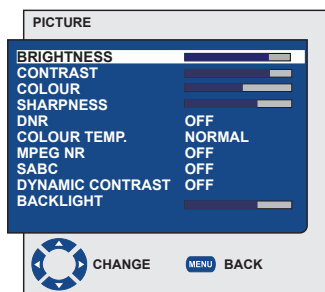 PICTURE
BRIGHTNESS
CONTRAST
COLOUR
SHARPNESS
DNR OFF
COLOUR TEMP. NORMAL
MPEG NR OFF
SABC OFF
DYNAMIC CONTRAST OFF
BACKLIGHT
CHANGE MENU BACK